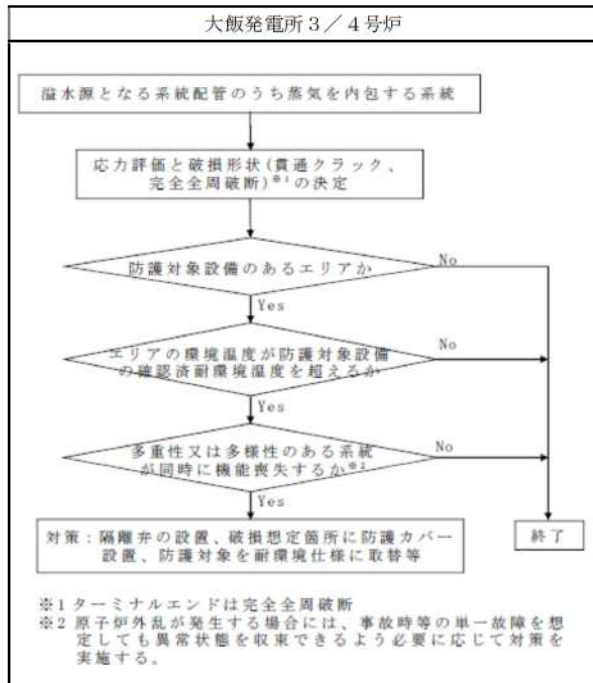 大飯発電所３／４号炉
溢水源となる系統配管のうち蒸気を内包する系統
応力評価と破損形状(貫通クラック、
完全全周破断)※1の決定
防護対象設備のあるエリアか
No
Yes
エリアの環境温度が防護対象設備
の確認済耐環境温度を超えるか
No
Yes
多重性又は多様性のある系統
が同時に機能喪失するか※2
No
Yes
対策：隔離弁の設置、破損想定箇所に防護カバー
設置、防護対象を耐環境仕様に取替等
終了
※1 ターミナルエンドは完全全周破断
※2 原子炉外乱が発生する場合には、事故時等の単一故障を想
定しても異常状態を収束できるよう必要に応じて対策を
実施する。